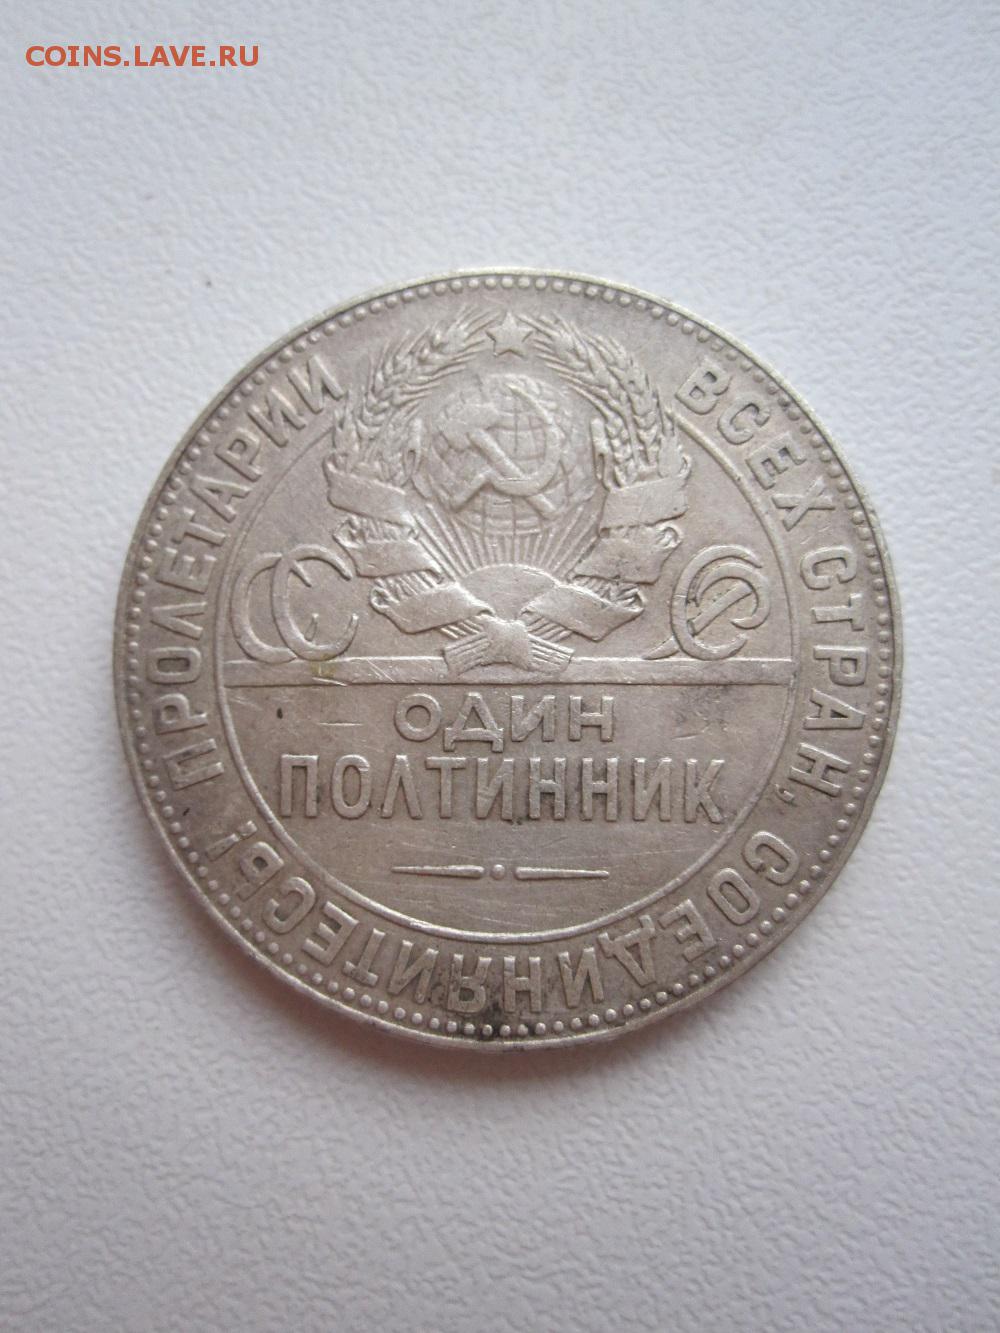 COINS.LAVE.RU
ПРОЛЕТАРИИ ВСЕХ СТРАН, СОЕДИНЯЙТЕСЬ!
СССР
ОДИН
ПОЛТИННИК